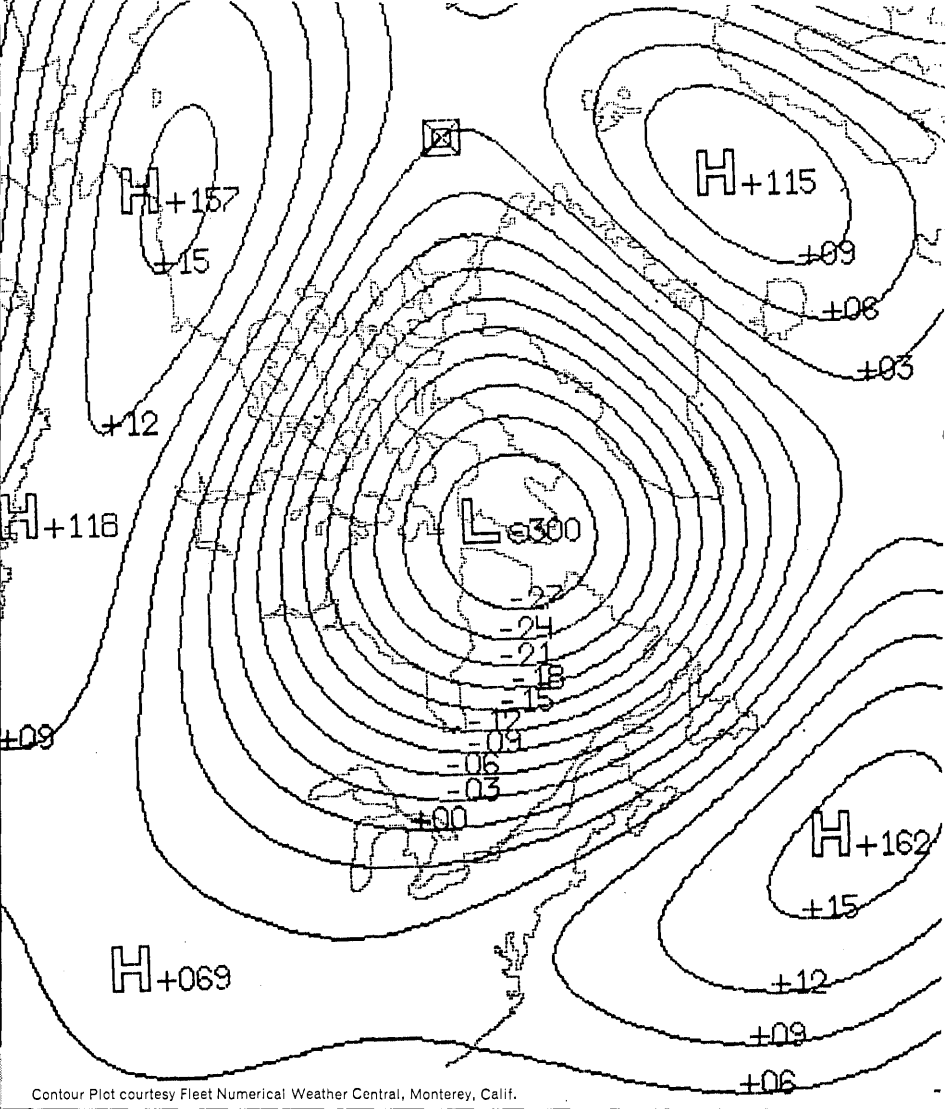 H +157
H +115
+15
+09
+06
+03
+12
H +118
L
-27
-24
-21
-18
-15
-12
+09
-09
-06
-03
+00
H +162
+15
H +069
+12
+09
+06
Contour Plot courtesy Fleet Numerical Weather Central, Monterey, Calif.